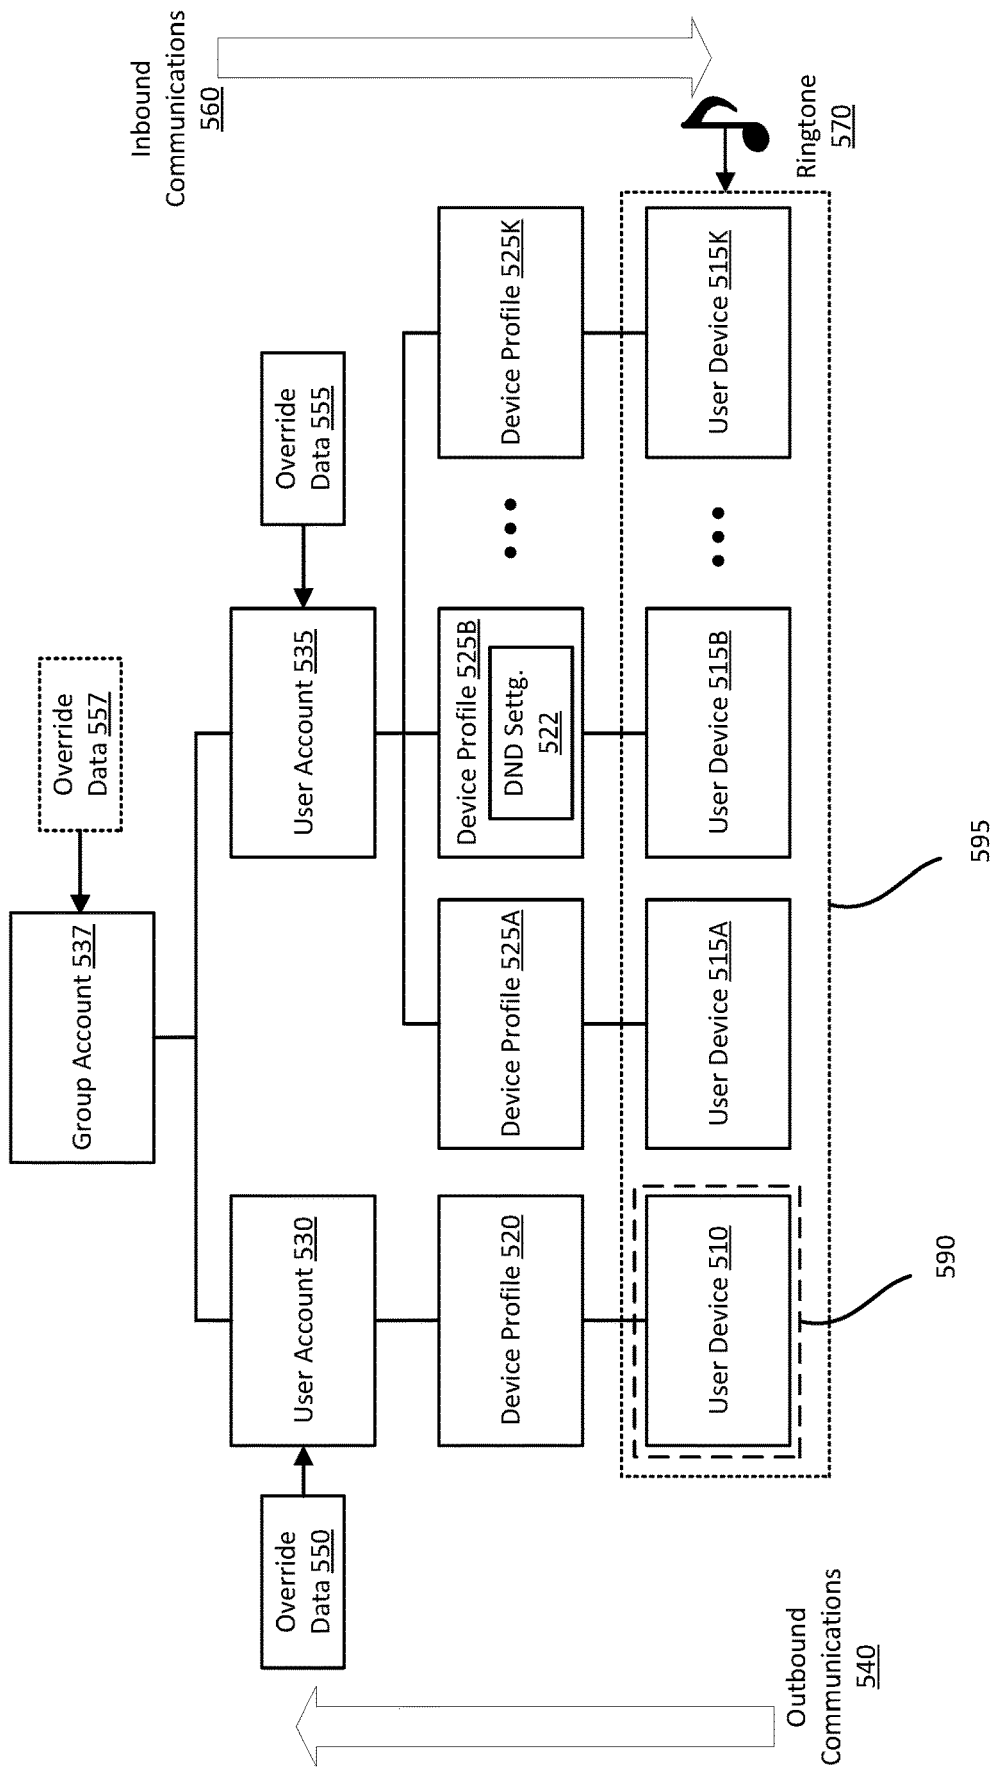 Group Account 537
Override
Data 557
Inbound
Communications
560
Override
Data 550
User Account 530
User Account 535
Override
Data 555
Device Profile 520
Device Profile 525A
Device Profile 525B
DND Settg.
522
Device Profile 525K
User Device 510
User Device 515A
User Device 515B
User Device 515K
Ringtone
570
Outbound
Communications
540
590
595